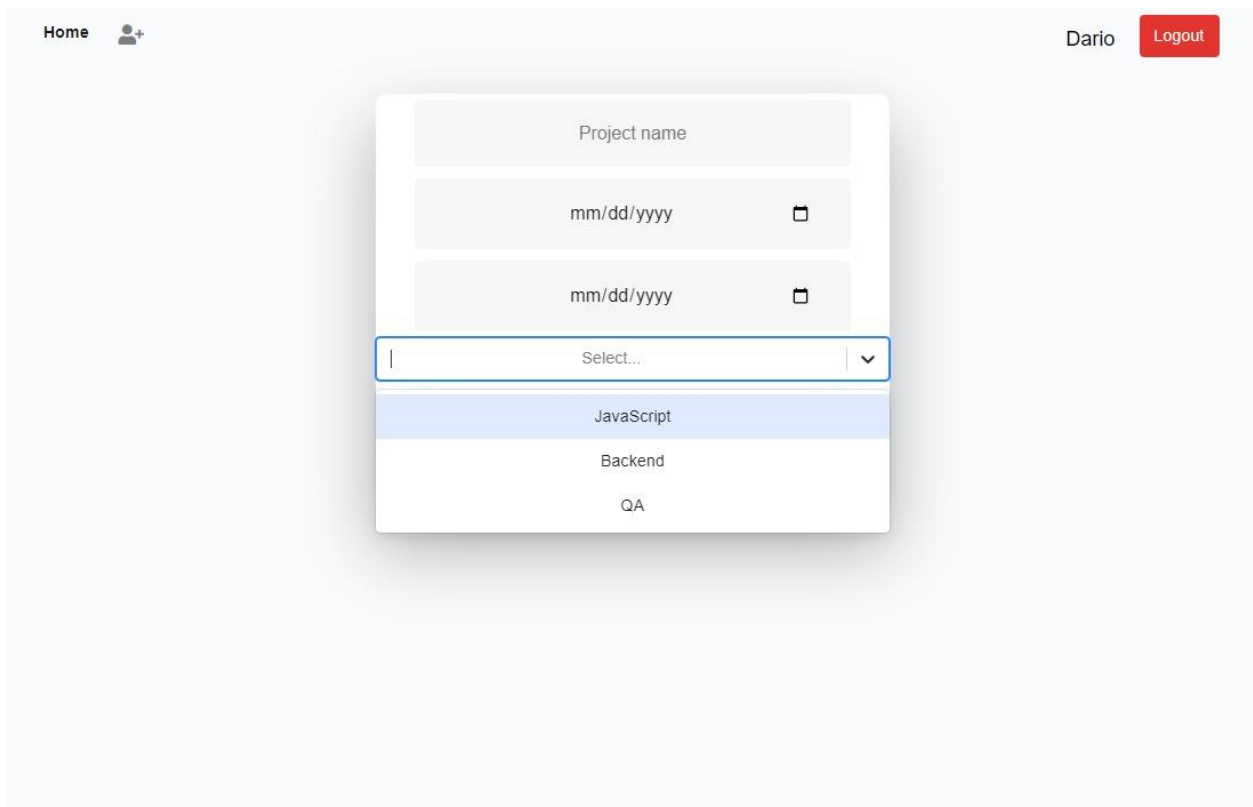 Home Dario Logout
Project name
mm/dd/yyyy
mm/dd/yyyy
Select...
JavaScript
Backend
QA